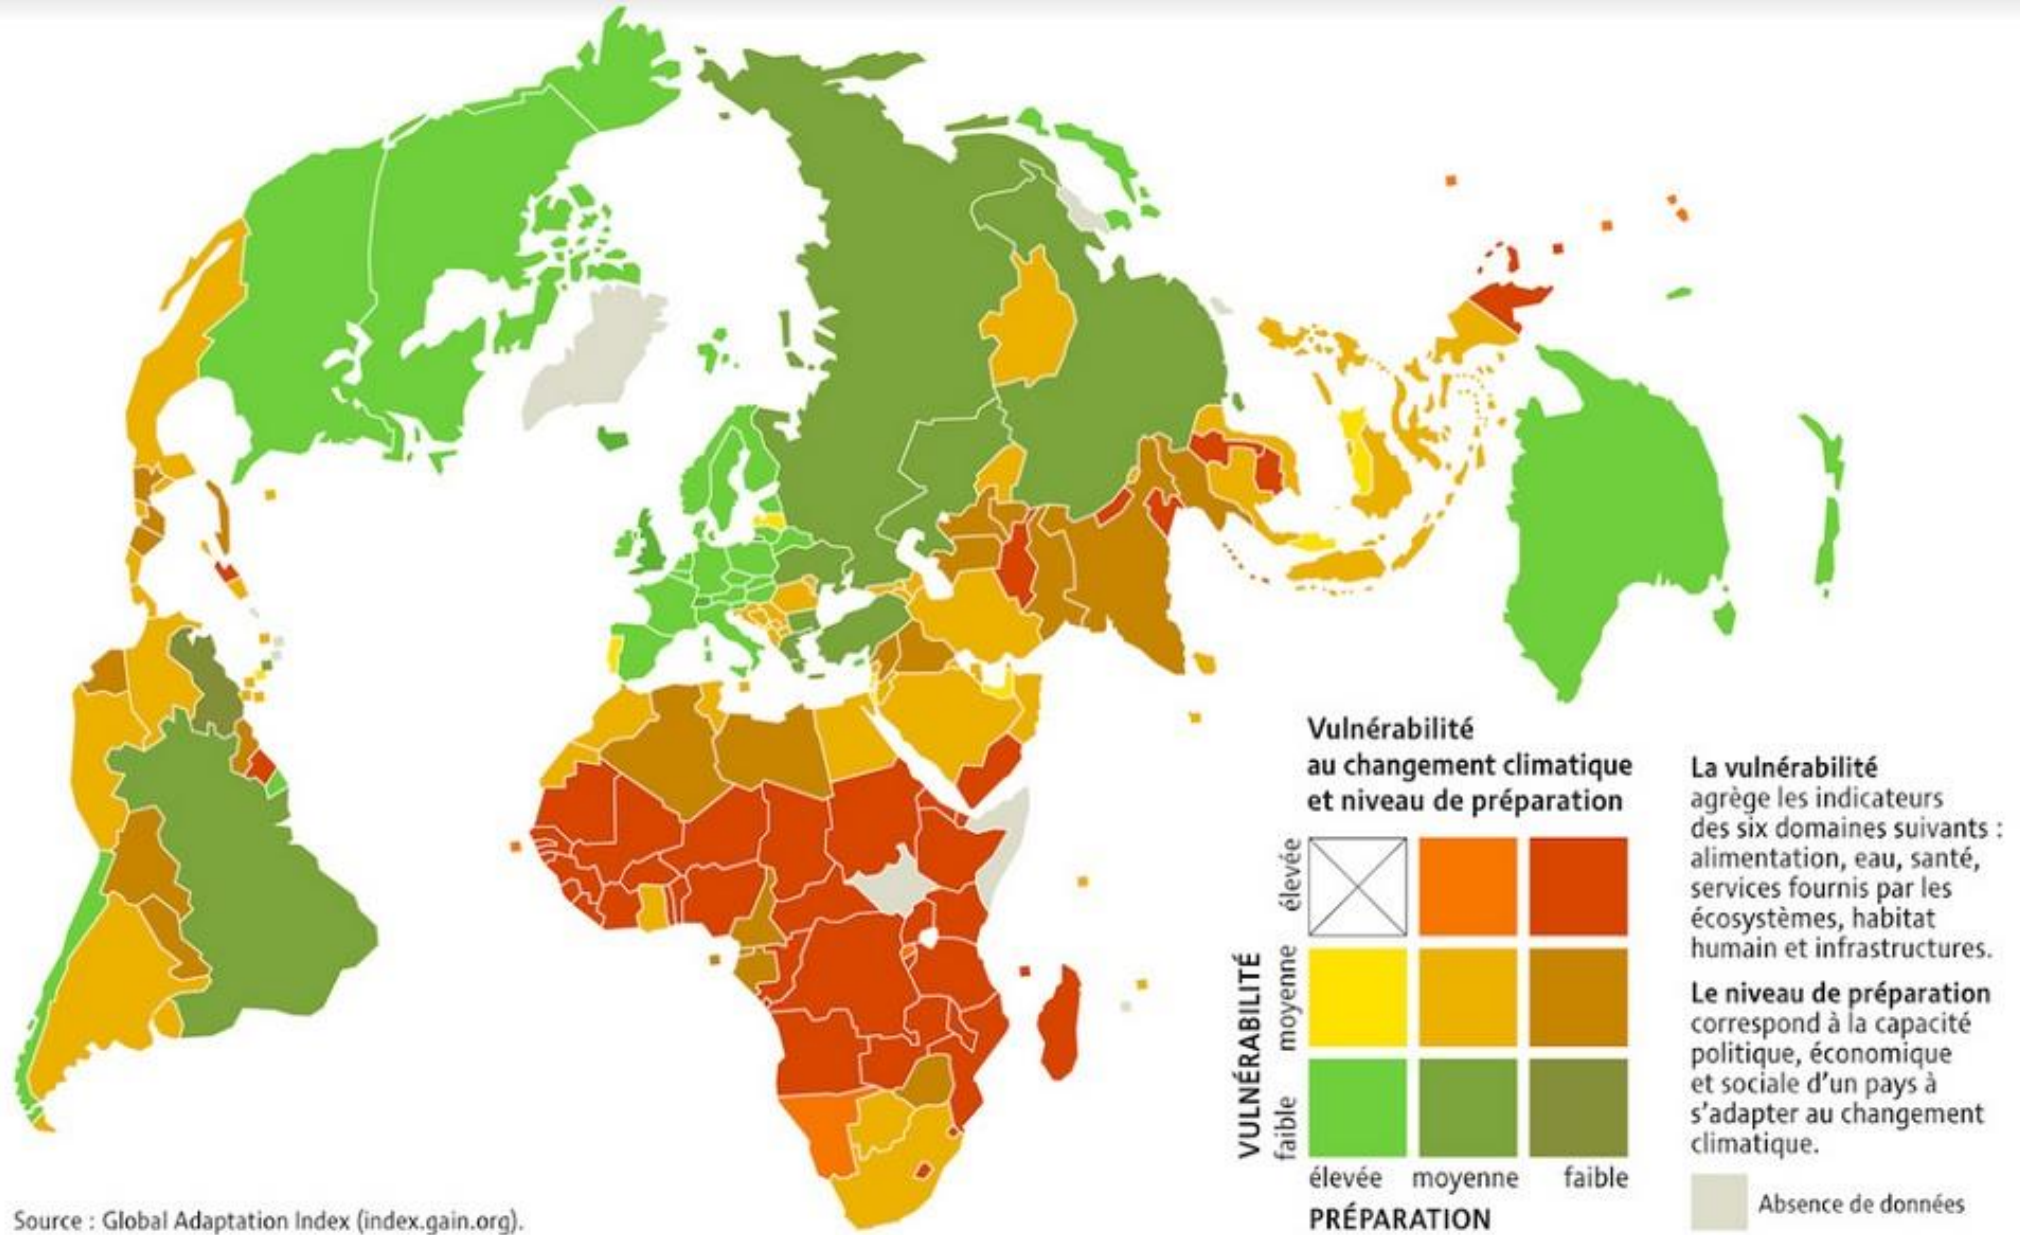 Vulnérabilité
au changement climatique
et niveau de préparation
élevée
moyenne
faible
VULNÉRABILITÉ
élevée moyenne faible
PRÉPARATION
La vulnérabilité
agrège les indicateurs
des six domaines suivants :
alimentation, eau, santé,
services fournis par les
écosystèmes, habitat
humain et infrastructures.
Le niveau de préparation
correspond à la capacité
politique, économique
et sociale d'un pays à
s'adapter au changement
climatique.
Absence de données
Source : Global Adaptation Index (index.gain.org).